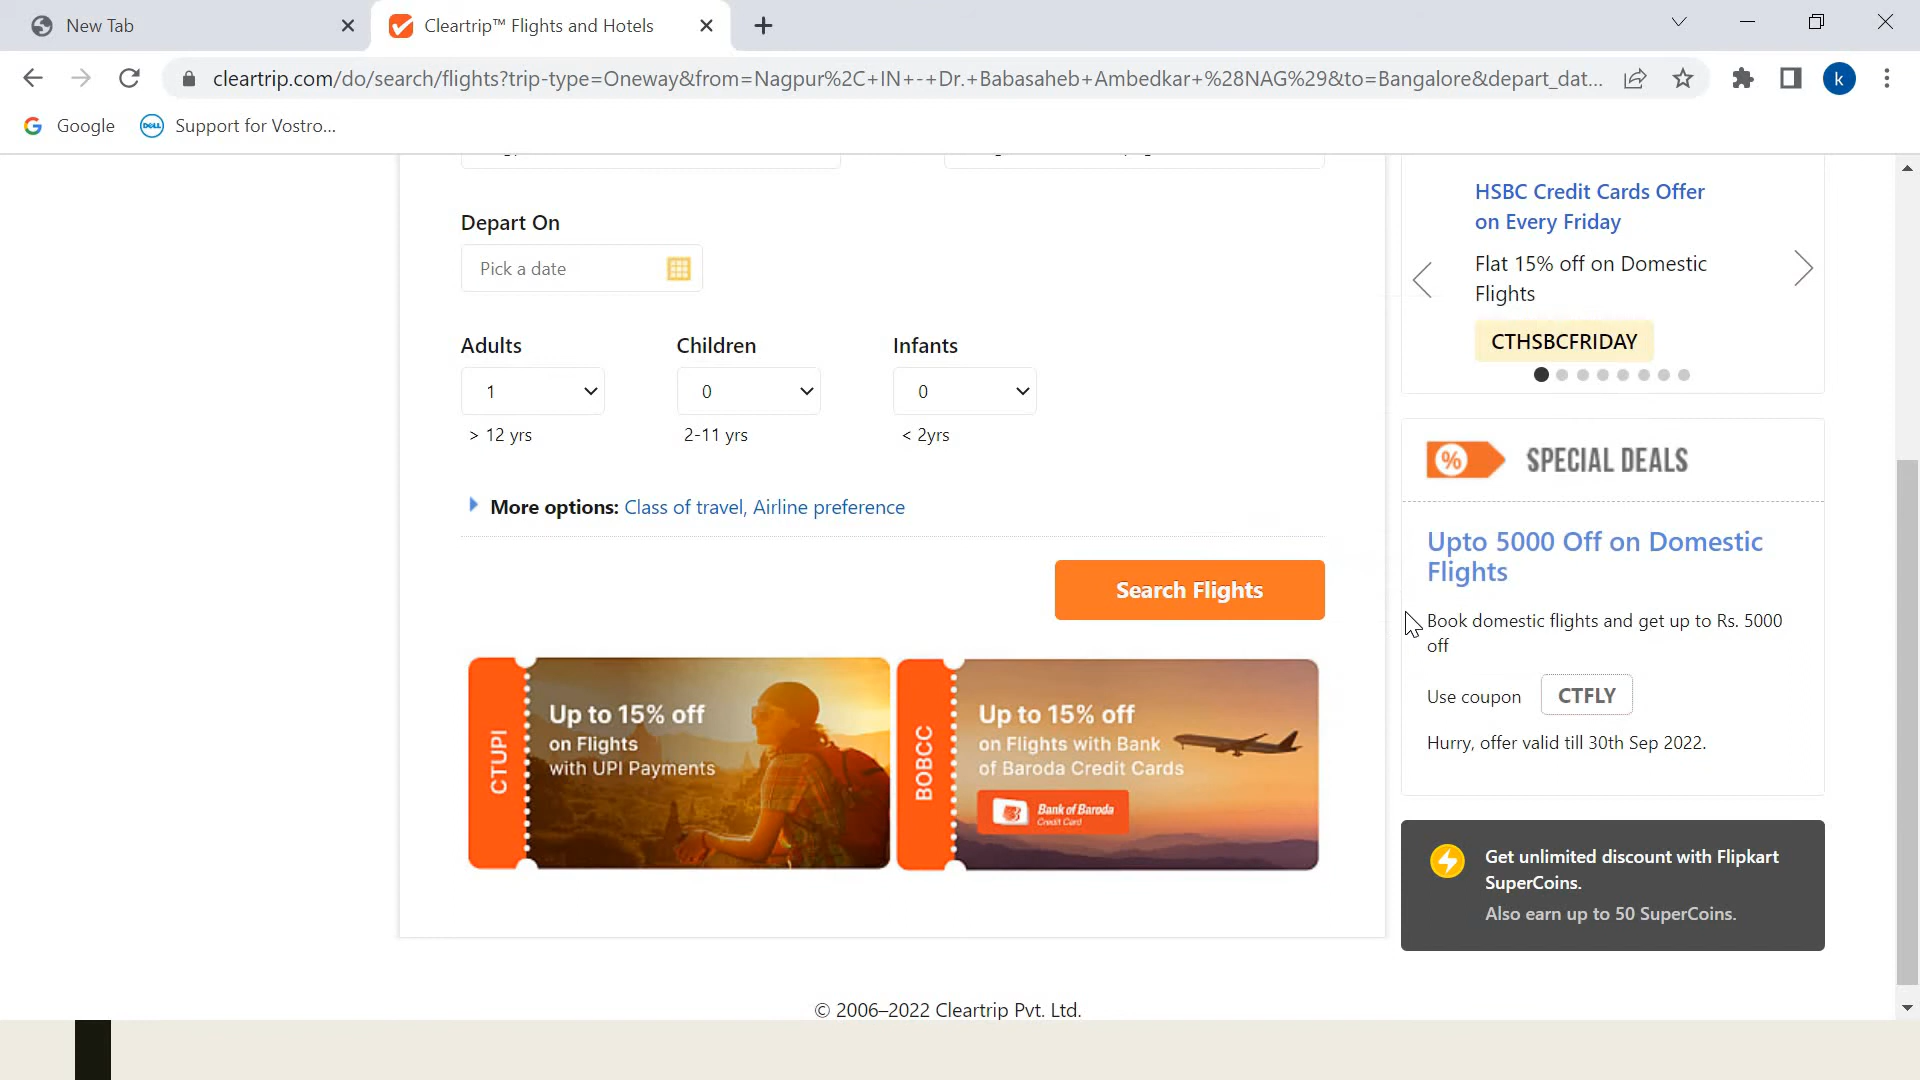 New Tab
Cleartrip™ Flights and Hotels
cleartrip.com/do/search/flights?trip-type=Oneway&from=Nagpur%2C+IN+-+Dr.+Babasaheb+Ambedkar+%28NAG%29&to=Bangalore&depart_dat...
k
Google
DELL
Support for Vostro...
Depart On
Pick a date
Adults
Children
Infants
1
0
0
> 12 yrs
2-11 yrs
< 2yrs
More options: Class of travel, Airline preference
Search Flights
CTUPI
Up to 15% off
on Flights
with UPI Payments
BOBCC
Up to 15% off
on Flights with Bank
of Baroda Credit Cards
Bank of Baroda
Credit Card
HSBC Credit Cards Offer
on Every Friday
Flat 15% off on Domestic
Flights
CTHSBCFRIDAY
%
SPECIAL DEALS
Upto 5000 Off on Domestic
Flights
Book domestic flights and get up to Rs. 5000
off
Use coupon CTFLY
Hurry, offer valid till 30th Sep 2022.
Get unlimited discount with Flipkart
SuperCoins.
Also earn up to 50 SuperCoins.
© 2006–2022 Cleartrip Pvt. Ltd.